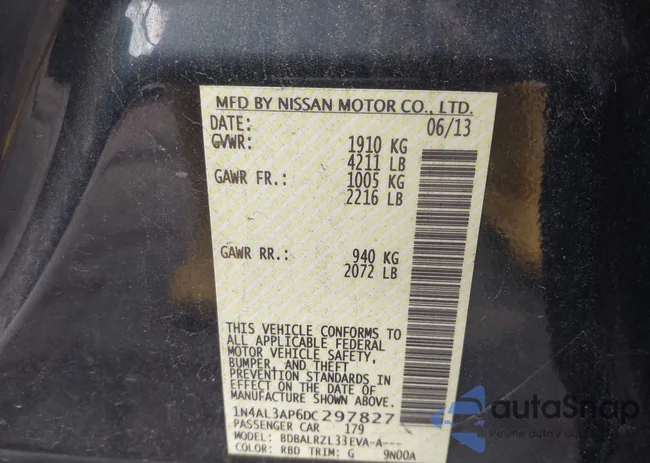 MFD BY NISSAN MOTOR CO., LTD.
DATE: 06/13
GVWR: 1910 KG
4211 LB
GAWR FR.: 1005 KG
2216 LB
GAWR RR.: 940 KG
2072 LB
THIS VEHICLE CONFORMS TO
ALL APPLICABLE FEDERAL
MOTOR VEHICLE SAFETY,
BUMPER, AND THEFT
PREVENTION STANDARDS IN
EFFECT ON THE DATE OF
MANUFACTURE SHOWN ABOVE.
1N4AL3AP6DC297827
PASSENGER CAR 179
MODEL: BDBALRZL33EVA-A---
COLOR: RBD TRIM: G 9N00A
autoSnap
Pewne auto